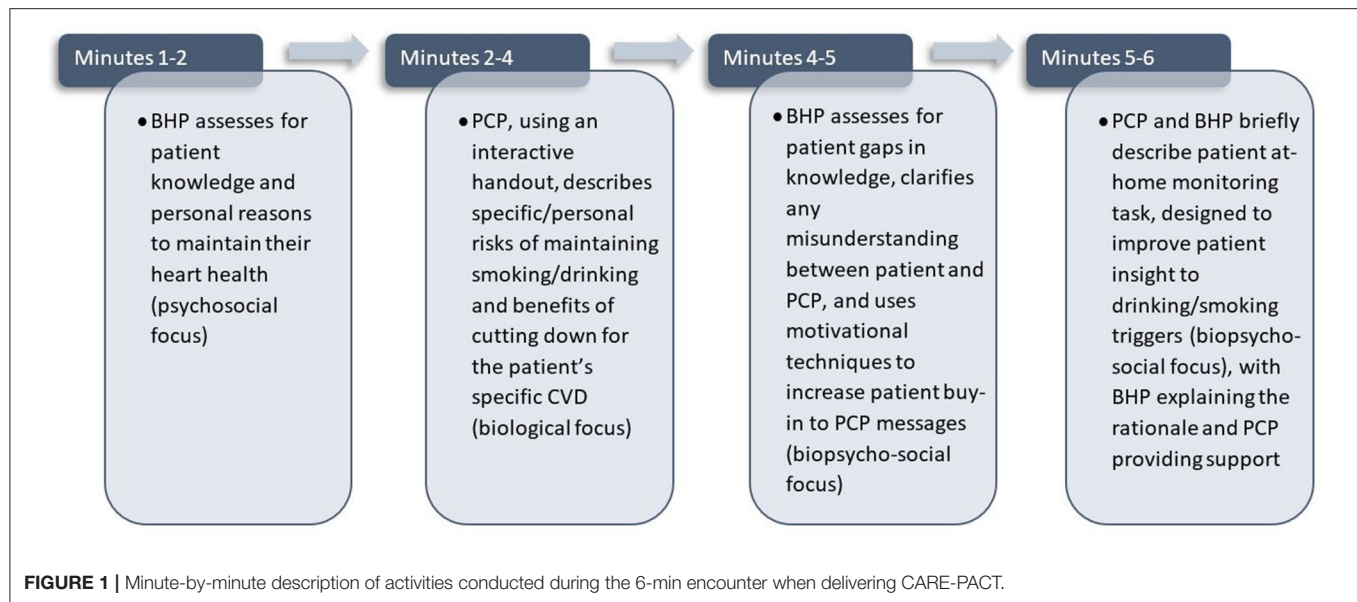 Minutes 1-2
• BHP assesses for
patient
knowledge and
personal reasons
to maintain their
heart health
(psychosocial
focus)
Minutes 2-4
• PCP, using an
interactive
handout, describes
specific/personal
risks of maintaining
smoking/drinking
and benefits of
cutting down for
the patient's
specific CVD
(biological focus)
Minutes 4-5
• BHP assesses for
patient gaps in
knowledge, clarifies
any
misunderstanding
between patient and
PCP, and uses
motivational
techniques to
increase patient buy-
in to PCP messages
(biopsycho-social
focus)
Minutes 5-6
• PCP and BHP briefly
describe patient at-
home monitoring
task, designed to
improve patient
insight to
drinking/smoking
triggers (biopsycho-
social focus), with
BHP explaining the
rationale and PCP
providing support
FIGURE 1 | Minute-by-minute description of activities conducted during the 6-min encounter when delivering CARE-PACT.